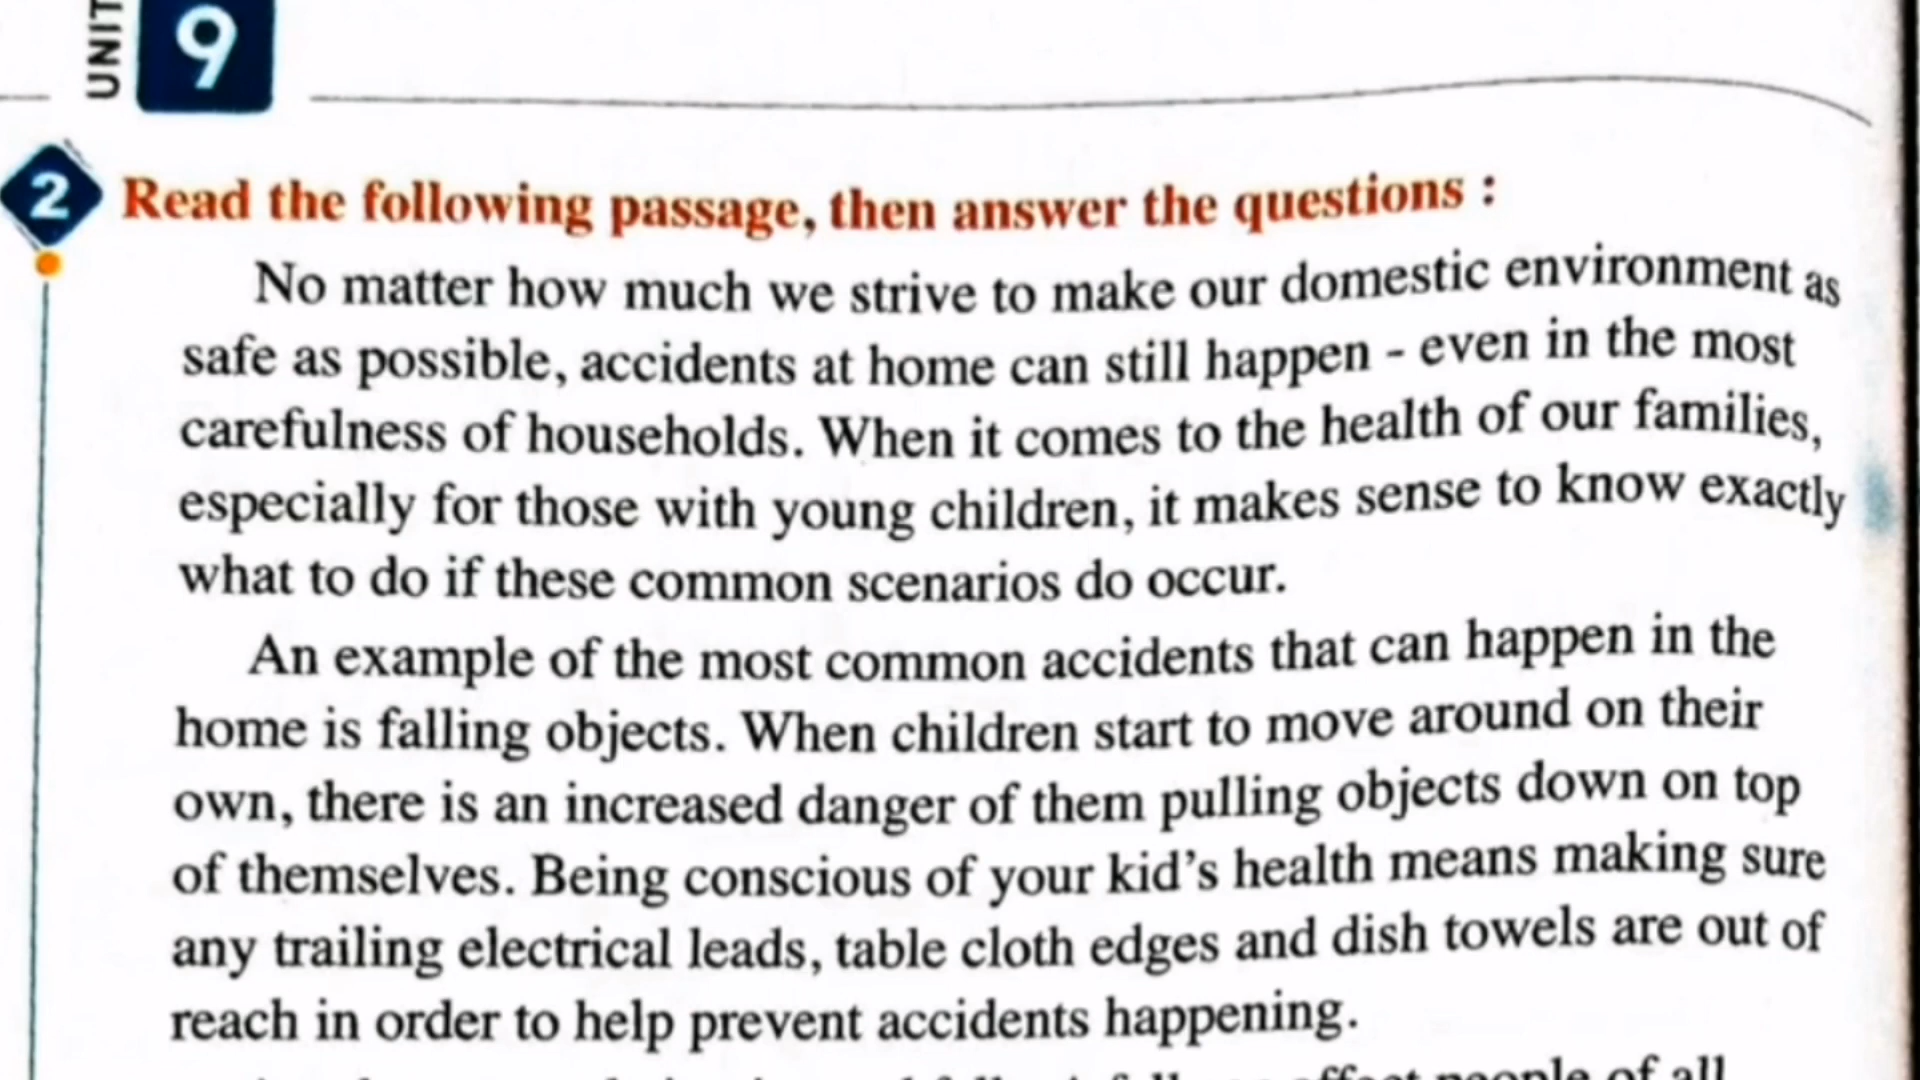 UNIT
9
2 Read the following passage, then answer the questions :
No matter how much we strive to make our domestic environment as
safe as possible, accidents at home can still happen - even in the most
carefulness of households. When it comes to the health of our families,
especially for those with young children, it makes sense to know exactly
what to do if these common scenarios do occur.
An example of the most common accidents that can happen in the
home is falling objects. When children start to move around on their
own, there is an increased danger of them pulling objects down on top
of themselves. Being conscious of your kid's health means making sure
any trailing electrical leads, table cloth edges and dish towels are out of
reach in order to help prevent accidents happening.
affect people of all